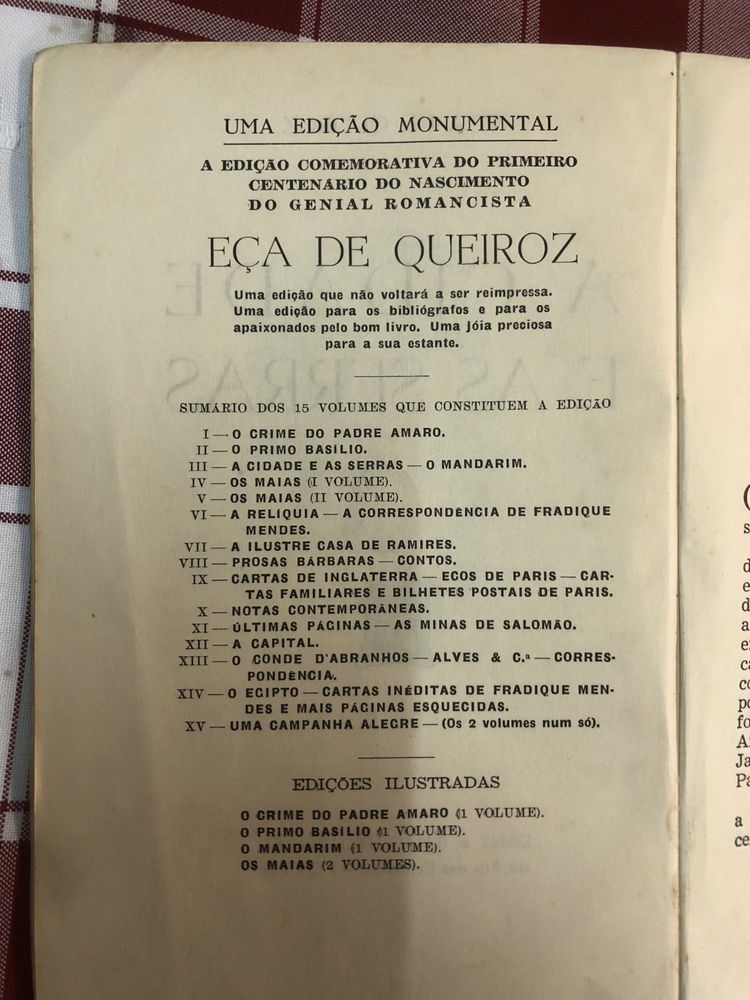 UMA EDIÇÃO MONUMENTAL
A EDIÇÃO COMEMORATIVA DO PRIMEIRO
CENTENÁRIO DO NASCIMENTO
DO GENIAL ROMANCISTA
EÇA DE QUEIROZ
Uma edição que não voltará a ser reimpressa.
Uma edição para os bibliógrafos e para os
apaixonados pelo bom livro. Uma Jóia preciosa
para a sua estante.
SUMÁRIO DOS 15 VOLUMES QUE CONSTITUEM A EDIÇÃO
I — O CRIME DO PADRE AMARO.
II — O PRIMO BASÍLIO.
III — A CIDADE E AS SERRAS — O MANDARIM.
IV — OS MAIAS (I VOLUME).
V — OS MAIAS (II VOLUME).
VI — A RELÍQUIA — A CORRESPONDÊNCIA DE FRADIQUE
MENDES.
VII — A ILUSTRE CASA DE RAMIRES.
VIII — PROSAS BÁRBARAS — CONTOS.
IX — CARTAS DE INGLATERRA — ECOS DE PARIS — CAR-
TAS FAMILIARES E BILHETES POSTAIS DE PARIS.
X — NOTAS CONTEMPORÂNEAS.
XI — ÚLTIMAS PÁGINAS — AS MINAS DE SALOMÃO.
XII — A CAPITAL.
XIII — O CONDE D'ABRANHOS — ALVES & C.ª — CORRES-
PONDÊNCIA.
XIV — O EGIPTO — CARTAS INÉDITAS DE FRADIQUE MEN-
DES E MAIS PÁGINAS ESQUECIDAS.
XV — UMA CAMPANHA ALEGRE — (Os 2 volumes num só).
EDIÇÕES ILUSTRADAS
O CRIME DO PADRE AMARO (1 VOLUME).
O PRIMO BASÍLIO (1 VOLUME).
O MANDARIM (1 VOLUME).
OS MAIAS (2 VOLUMES).